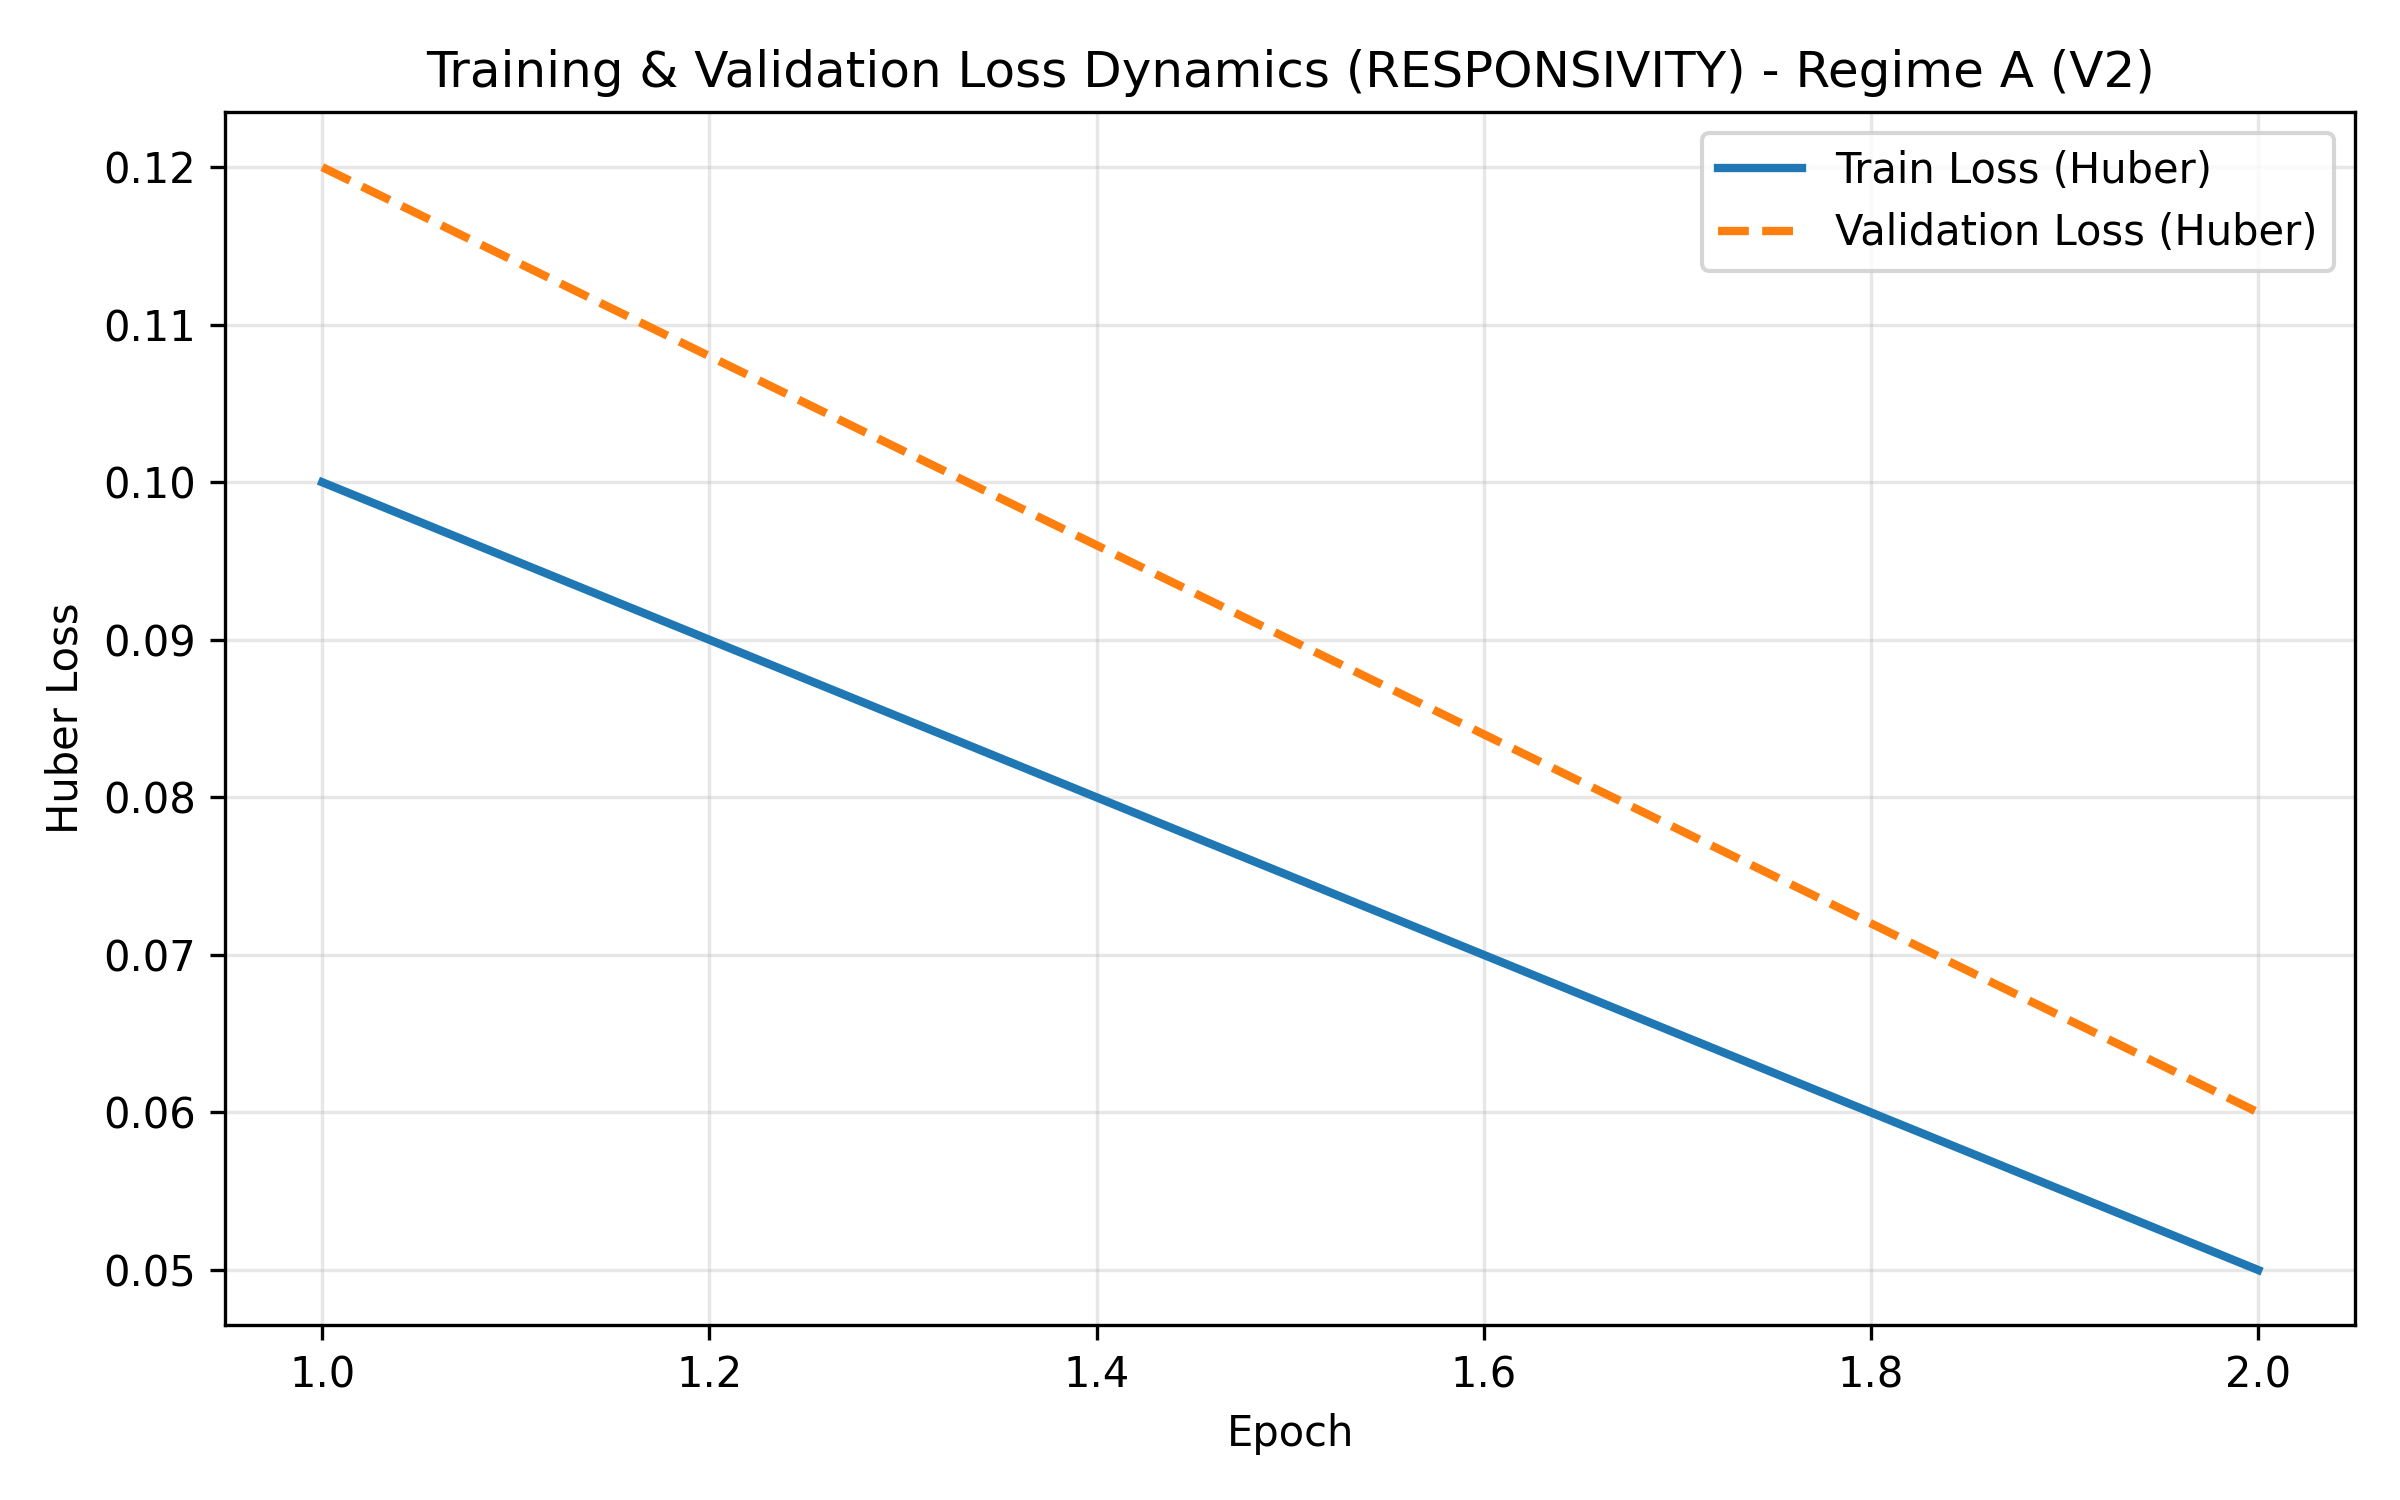 Training & Validation Loss Dynamics (RESPONSIVITY) - Regime A (V2)
Train Loss (Huber)
Validation Loss (Huber)
0.12
0.11
0.10
0.09
0.08
0.07
0.06
0.05
Huber Loss
1.0 1.2 1.4 1.6 1.8 2.0
Epoch